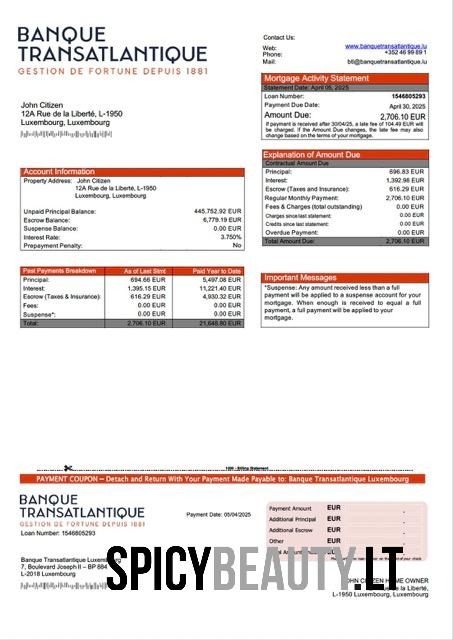 BANQUE
TRANSATLANTIQUE
GESTION DE FORTUNE DEPUIS 1881
Contact Us:
Web: www.banquetransatlantique.lu
Phone: +352 46 99 89 1
Mail: btl@banquetransatlantique.lu
Mortgage Activity Statement
Statement Date: April 05, 2025
Loan Number: 1546805293
Payment Due Date: April 30, 2025
Amount Due: 2,706.10 EUR
If payment is received after 30/04/25, a late fee of 104.49 EUR will
be charged. If the Amount Due changes, the late fee may also
change based on the terms of your mortgage.
John Citizen
12A Rue de la Liberté, L-1950
Luxembourg, Luxembourg
Explanation of Amount Due
Contractual Amount Due
Principal: 696.83 EUR
Interest: 1,392.98 EUR
Escrow (Taxes and Insurance): 616.29 EUR
Regular Monthly Payment: 2,706.10 EUR
Fees & Charges (total outstanding) 0.00 EUR
Charges since last statement: 0.00 EUR
Credits since last statement: 0.00 EUR
Overdue Payment: 0.00 EUR
Total Amount Due: 2,706.10 EUR
Account Information
Property Address: John Citizen
12A Rue de la Liberté, L-1950
Luxembourg, Luxembourg
Unpaid Principal Balance: 445,752.92 EUR
Escrow Balance: 6,779.19 EUR
Suspense Balance: 0.00 EUR
Interest Rate: 3.750%
Prepayment Penalty: No
Past Payments Breakdown As of Last Stmt Paid Year to Date
Principal: 694.66 EUR 5,497.08 EUR
Interest: 1,395.15 EUR 11,221.40 EUR
Escrow (Taxes & Insurance): 616.29 EUR 4,930.32 EUR
Fees: 0.00 EUR 0.00 EUR
Suspense*: 0.00 EUR 0.00 EUR
Total: 2,706.10 EUR 21,648.80 EUR
Important Messages
*Suspense: Any amount received less than a full
payment will be applied to a suspense account for your
mortgage. When enough is received to equal a full
payment, a full payment will be applied to your
mortgage.
Billing Statement
PAYMENT COUPON – Detach and Return With Your Payment Made Payable to: Banque Transatlantique Luxembourg
BANQUE
TRANSATLANTIQUE
GESTION DE FORTUNE DEPUIS 1881
Loan Number: 1546805293
Payment Date: 05/04/2025
Payment Amount EUR
Additional Principal EUR
Additional Escrow EUR
Other EUR
EUR
Banque Transatlantique
7, Boulevard Joseph II – BP 884
L-2018 Luxembourg
SPICYBEAUTY.LT
JOHN CITIZEN HOME OWNER
12A Rue de la Liberté,
L-1950 Luxembourg, Luxembourg